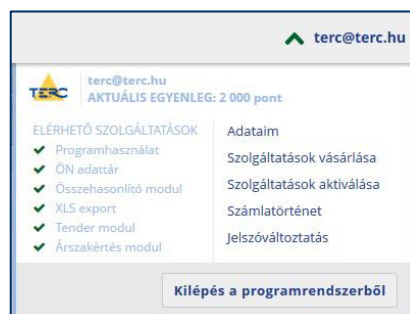 terc@terc.hu
TERC
terc@terc.hu
AKTUÁLIS EGYENLEG: 2 000 pont
ELÉRHETŐ SZOLGÁLTATÁSOK
Programhasználat
ÖN adattár
Összehasonlító modul
XLS export
Tender modul
Árszakértés modul
Adataim
Szolgáltatások vásárlása
Szolgáltatások aktiválása
Számlatörténet
Jelszóváltoztatás
Kilépés a programrendszerből